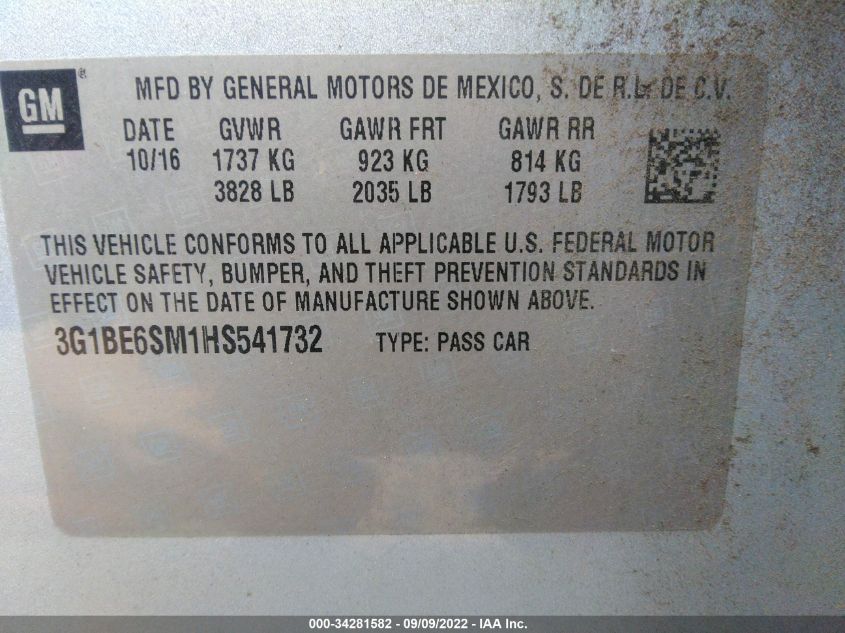 GM ®
MFD BY GENERAL MOTORS DE MEXICO, S. DE R.L. DE C.V.
DATE GVWR GAWR FRT GAWR RR
10/16 1737 KG 923 KG 814 KG
3828 LB 2035 LB 1793 LB
THIS VEHICLE CONFORMS TO ALL APPLICABLE U.S. FEDERAL MOTOR
VEHICLE SAFETY, BUMPER, AND THEFT PREVENTION STANDARDS IN
EFFECT ON THE DATE OF MANUFACTURE SHOWN ABOVE.
3G1BE6SM1HS541732 TYPE: PASS CAR
000-34281582 - 09/09/2022 - IAA Inc.